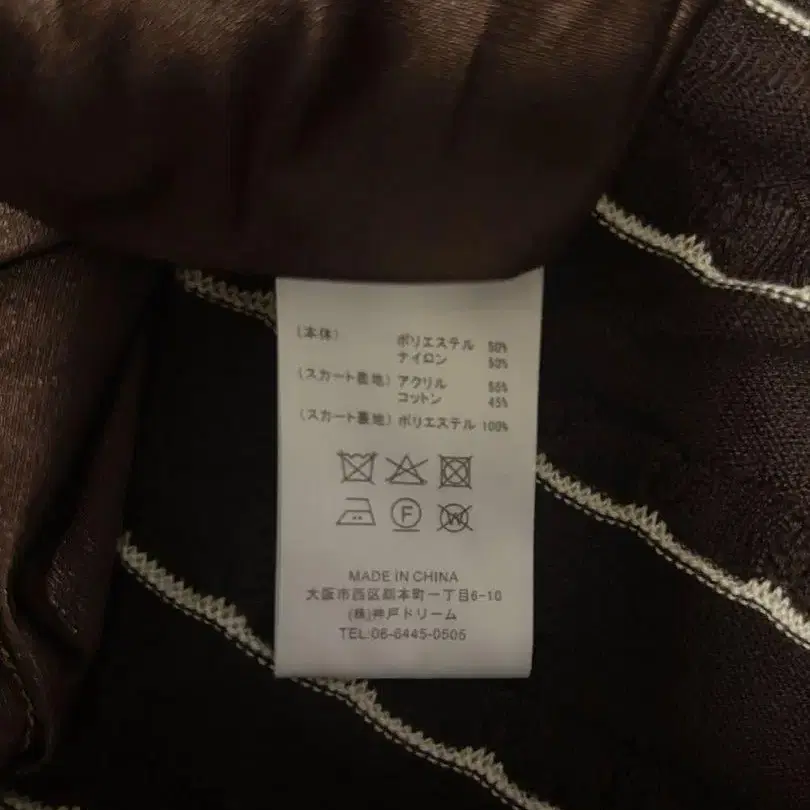 (本体) ポリエステル 50%
ナイロン 50%
(スカート表地) アクリル 55%
コットン 45%
(スカート裏地) ポリエステル 100%
F
W
MADE IN CHINA
大阪市西区靭本町一丁目6-10
(株)神戸ドリーム
TEL:06-6445-0505